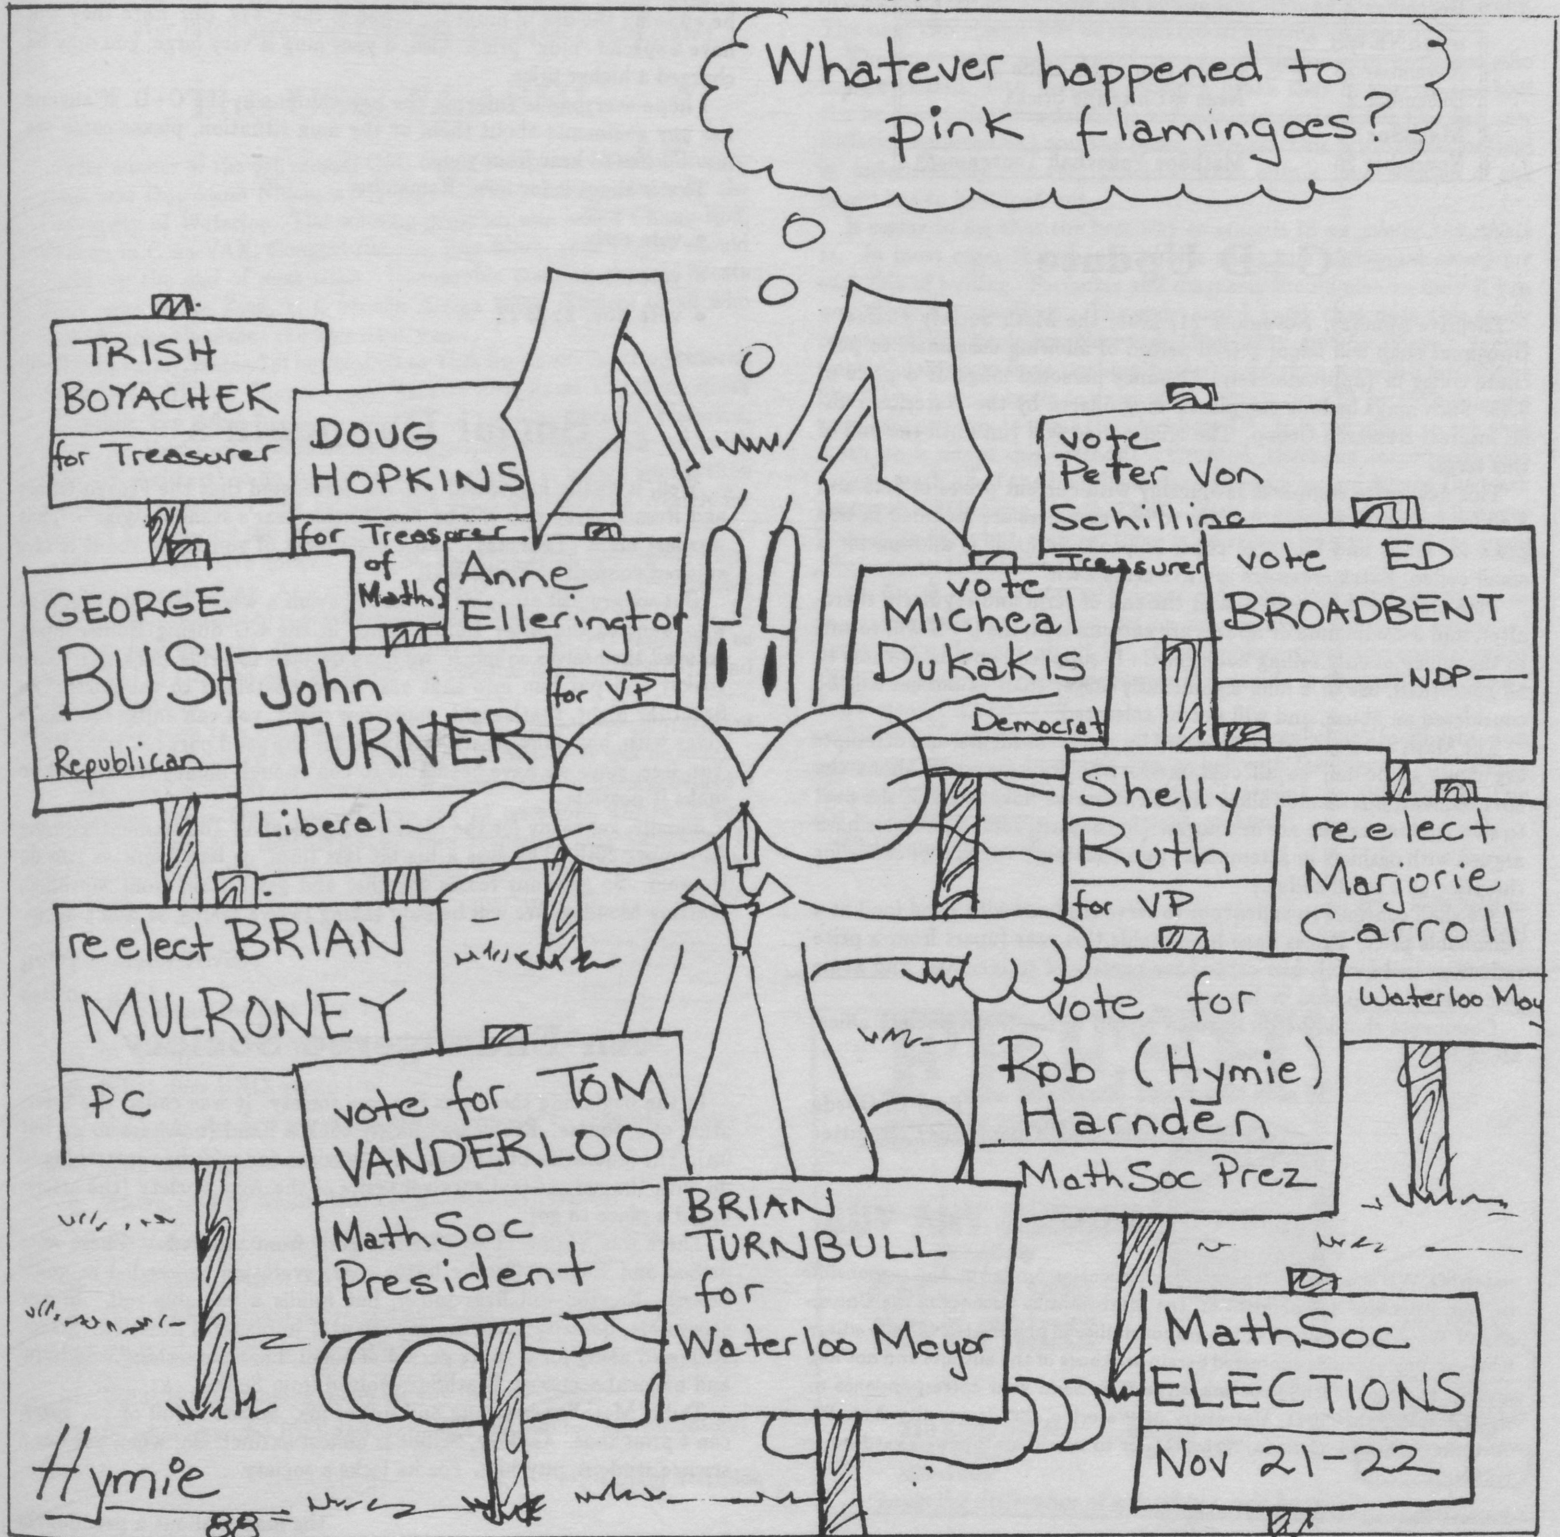 Whatever happened to
pink flamingoes?
TRISH
BOYACHEK
for Treasurer
DOUG
HOPKINS
for Treasurer
of
MathS
GEORGE
BUSH
Republican
John
TURNER
Liberal
Anne
Ellerington
for VP
vote
Micheal
DUKAKIS
Democrat
vote
Peter Von
Schilling
Treasurer
vote ED
BROADBENT
NDP
Shelly
Ruth
for VP
reelect
Marjorie
Carroll
Waterloo May
reelect BRIAN
MULRONEY
PC
vote for TOM
VANDERLOO
MathSoc
President
vote for
Rob (Hymie)
Harnden
MathSoc Prez
BRIAN
TURNBULL
for
Waterloo Mayor
MathSoc
ELECTIONS
Nov 21-22
Hymie
88